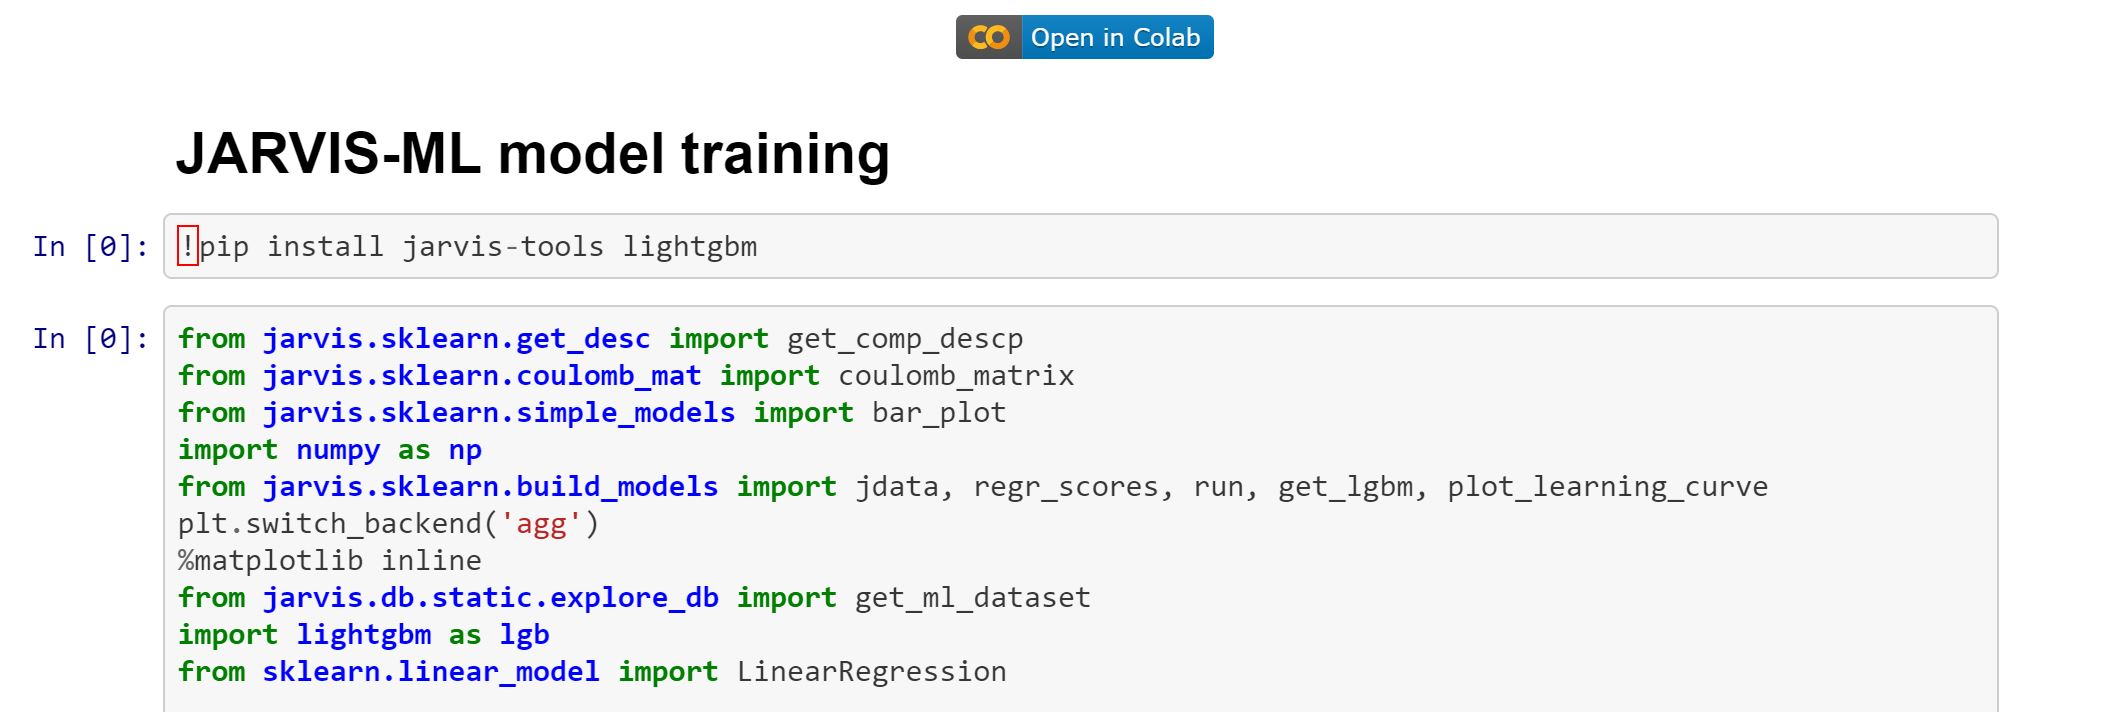 Open in Colab
JARVIS-ML model training
In [0]: !pip install jarvis-tools lightgbm
In [0]: from jarvis.sklearn.get_desc import get_comp_descp
from jarvis.sklearn.coulomb_mat import coulomb_matrix
from jarvis.sklearn.simple_models import bar_plot
import numpy as np
from jarvis.sklearn.build_models import jdata, regr_scores, run, get_lgbm, plot_learning_curve
plt.switch_backend('agg')
%matplotlib inline
from jarvis.db.static.explore_db import get_ml_dataset
import lightgbm as lgb
from sklearn.linear_model import LinearRegression